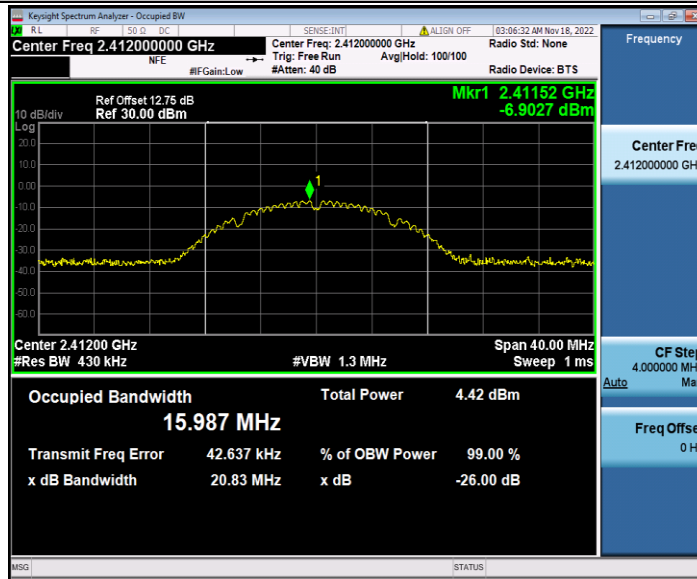 Keysight Spectrum Analyzer - Occupied BW
RL RF 50 Ω DC SENSE:INT ALIGN OFF 03:06:32 AM Nov 18, 2022
Center Freq 2.412000000 GHz
Center Freq: 2.412000000 GHz Radio Std: None
NFE Trig: Free Run Avg|Hold: 100/100
#IFGain:Low #Atten: 40 dB Radio Device: BTS
Ref Offset 12.75 dB Mkr1 2.41152 GHz
10 dB/div Ref 30.00 dBm -6.9027 dBm
Log
20.0
10.0
1
0.00
-10.0
-20.0
-30.0
-40.0
-50.0
-60.0
Center 2.41200 GHz Span 40.00 MHz
#Res BW 430 kHz #VBW 1.3 MHz Sweep 1 ms
Occupied Bandwidth Total Power 4.42 dBm
15.987 MHz
Transmit Freq Error 42.637 kHz % of OBW Power 99.00 %
x dB Bandwidth 20.83 MHz x dB -26.00 dB
MSG STATUS
Frequency
Center Fre
2.412000000 GH
CF Step
4.000000 MH
Auto Ma
Freq Offse
0 H